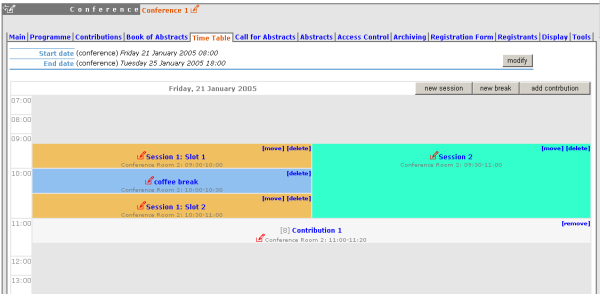 Conference Conference 1
Main Programme Contributions Book of Abstracts Time Table Call for Abstracts Abstracts Access Control Archiving Registration Form Registrants Display Tools
Start date (conference) Friday 21 January 2005 08:00
End date (conference) Tuesday 25 January 2005 18:00
modify
Friday, 21 January 2005 new session new break add contrbution
07:00
08:00
09:00
[move] [delete] [move] [delete]
Session 1: Slot 1 Session 2
Conference Room 2: 09:30-10:00 Conference Room 2: 09:30-11:00
10:00 [delete]
coffee break
Conference Room 2: 10:00-10:30
[move] [delete]
Session 1: Slot 2
Conference Room 2: 10:30-11:00
11:00 [remove]
[8] Contribution 1
Conference Room 2: 11:00-11:20
12:00
13:00